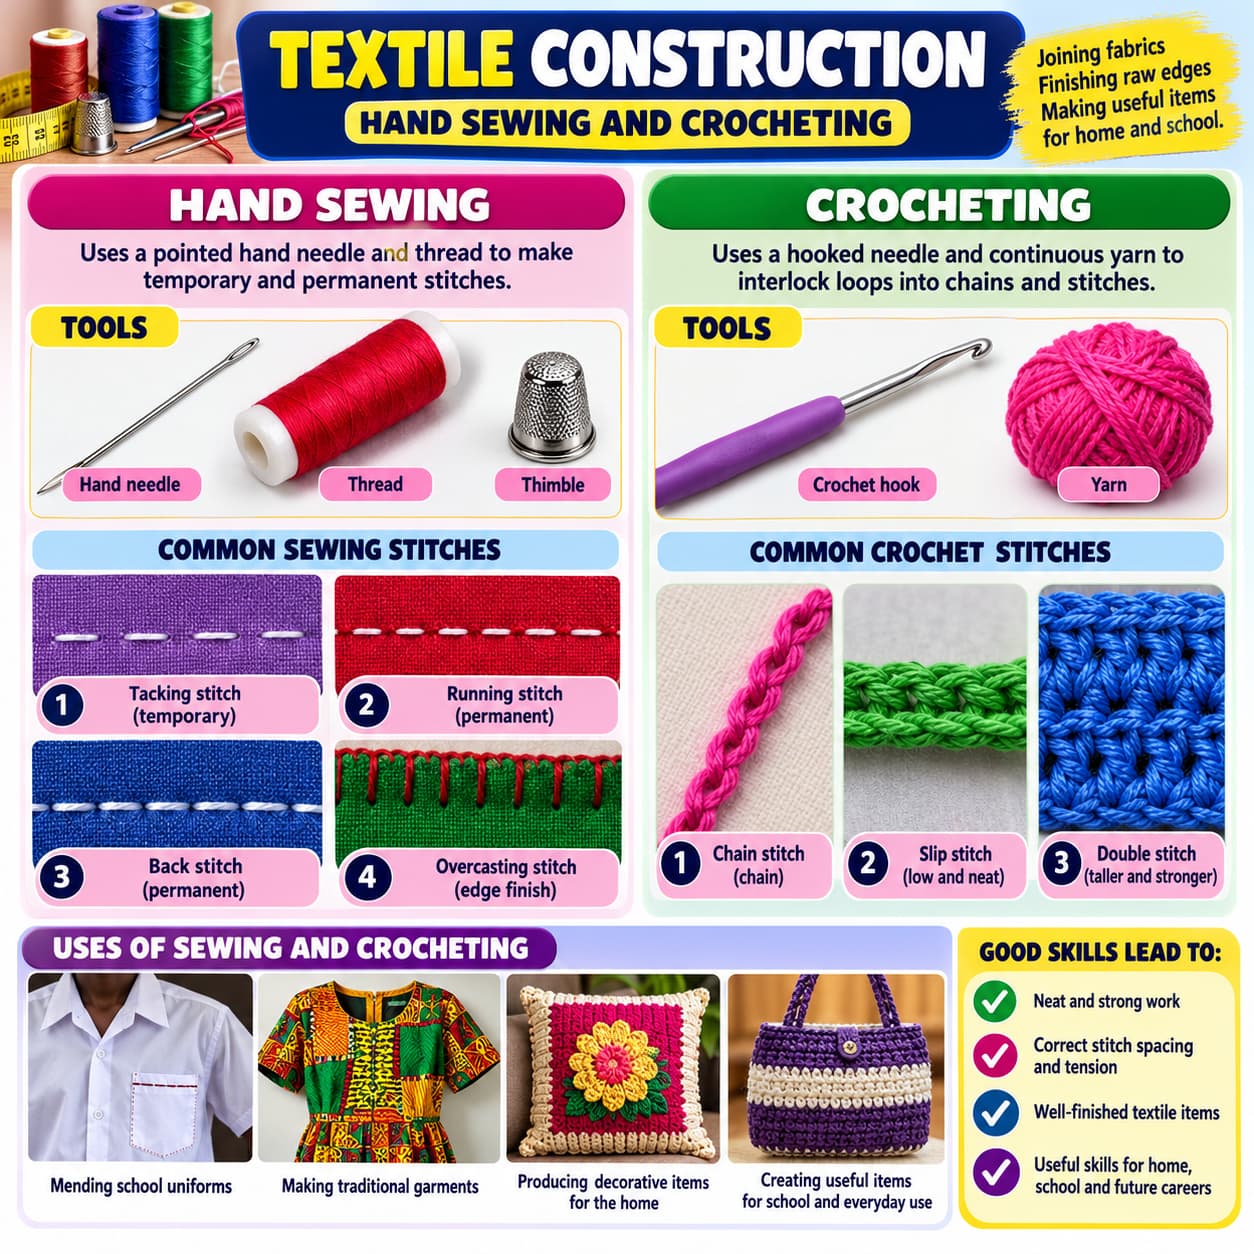 TEXTILE CONSTRUCTION
HAND SEWING AND CROCHETING
Joining fabrics
Finishing raw edges
Making useful items
for home and school.
HAND SEWING
Uses a pointed hand needle and thread to make
temporary and permanent stitches.
TOOLS
Hand needle
Thread
Thimble
COMMON SEWING STITCHES
1
Tacking stitch
(temporary)
2
Running stitch
(permanent)
3
Back stitch
(permanent)
4
Overcasting stitch
(edge finish)
CROCHETING
Uses a hooked needle and continuous yarn to
interlock loops into chains and stitches.
TOOLS
Crochet hook
Yarn
COMMON CROCHET STITCHES
1
Chain stitch
(chain)
2
Slip stitch
(low and neat)
3
Double stitch
(taller and stronger)
USES OF SEWING AND CROCHETING
Mending school uniforms
Making traditional garments
Producing decorative items
for the home
Creating useful items
for school and everyday use
GOOD SKILLS LEAD TO:
Neat and strong work
Correct stitch spacing
and tension
Well-finished textile items
Useful skills for home,
school and future careers